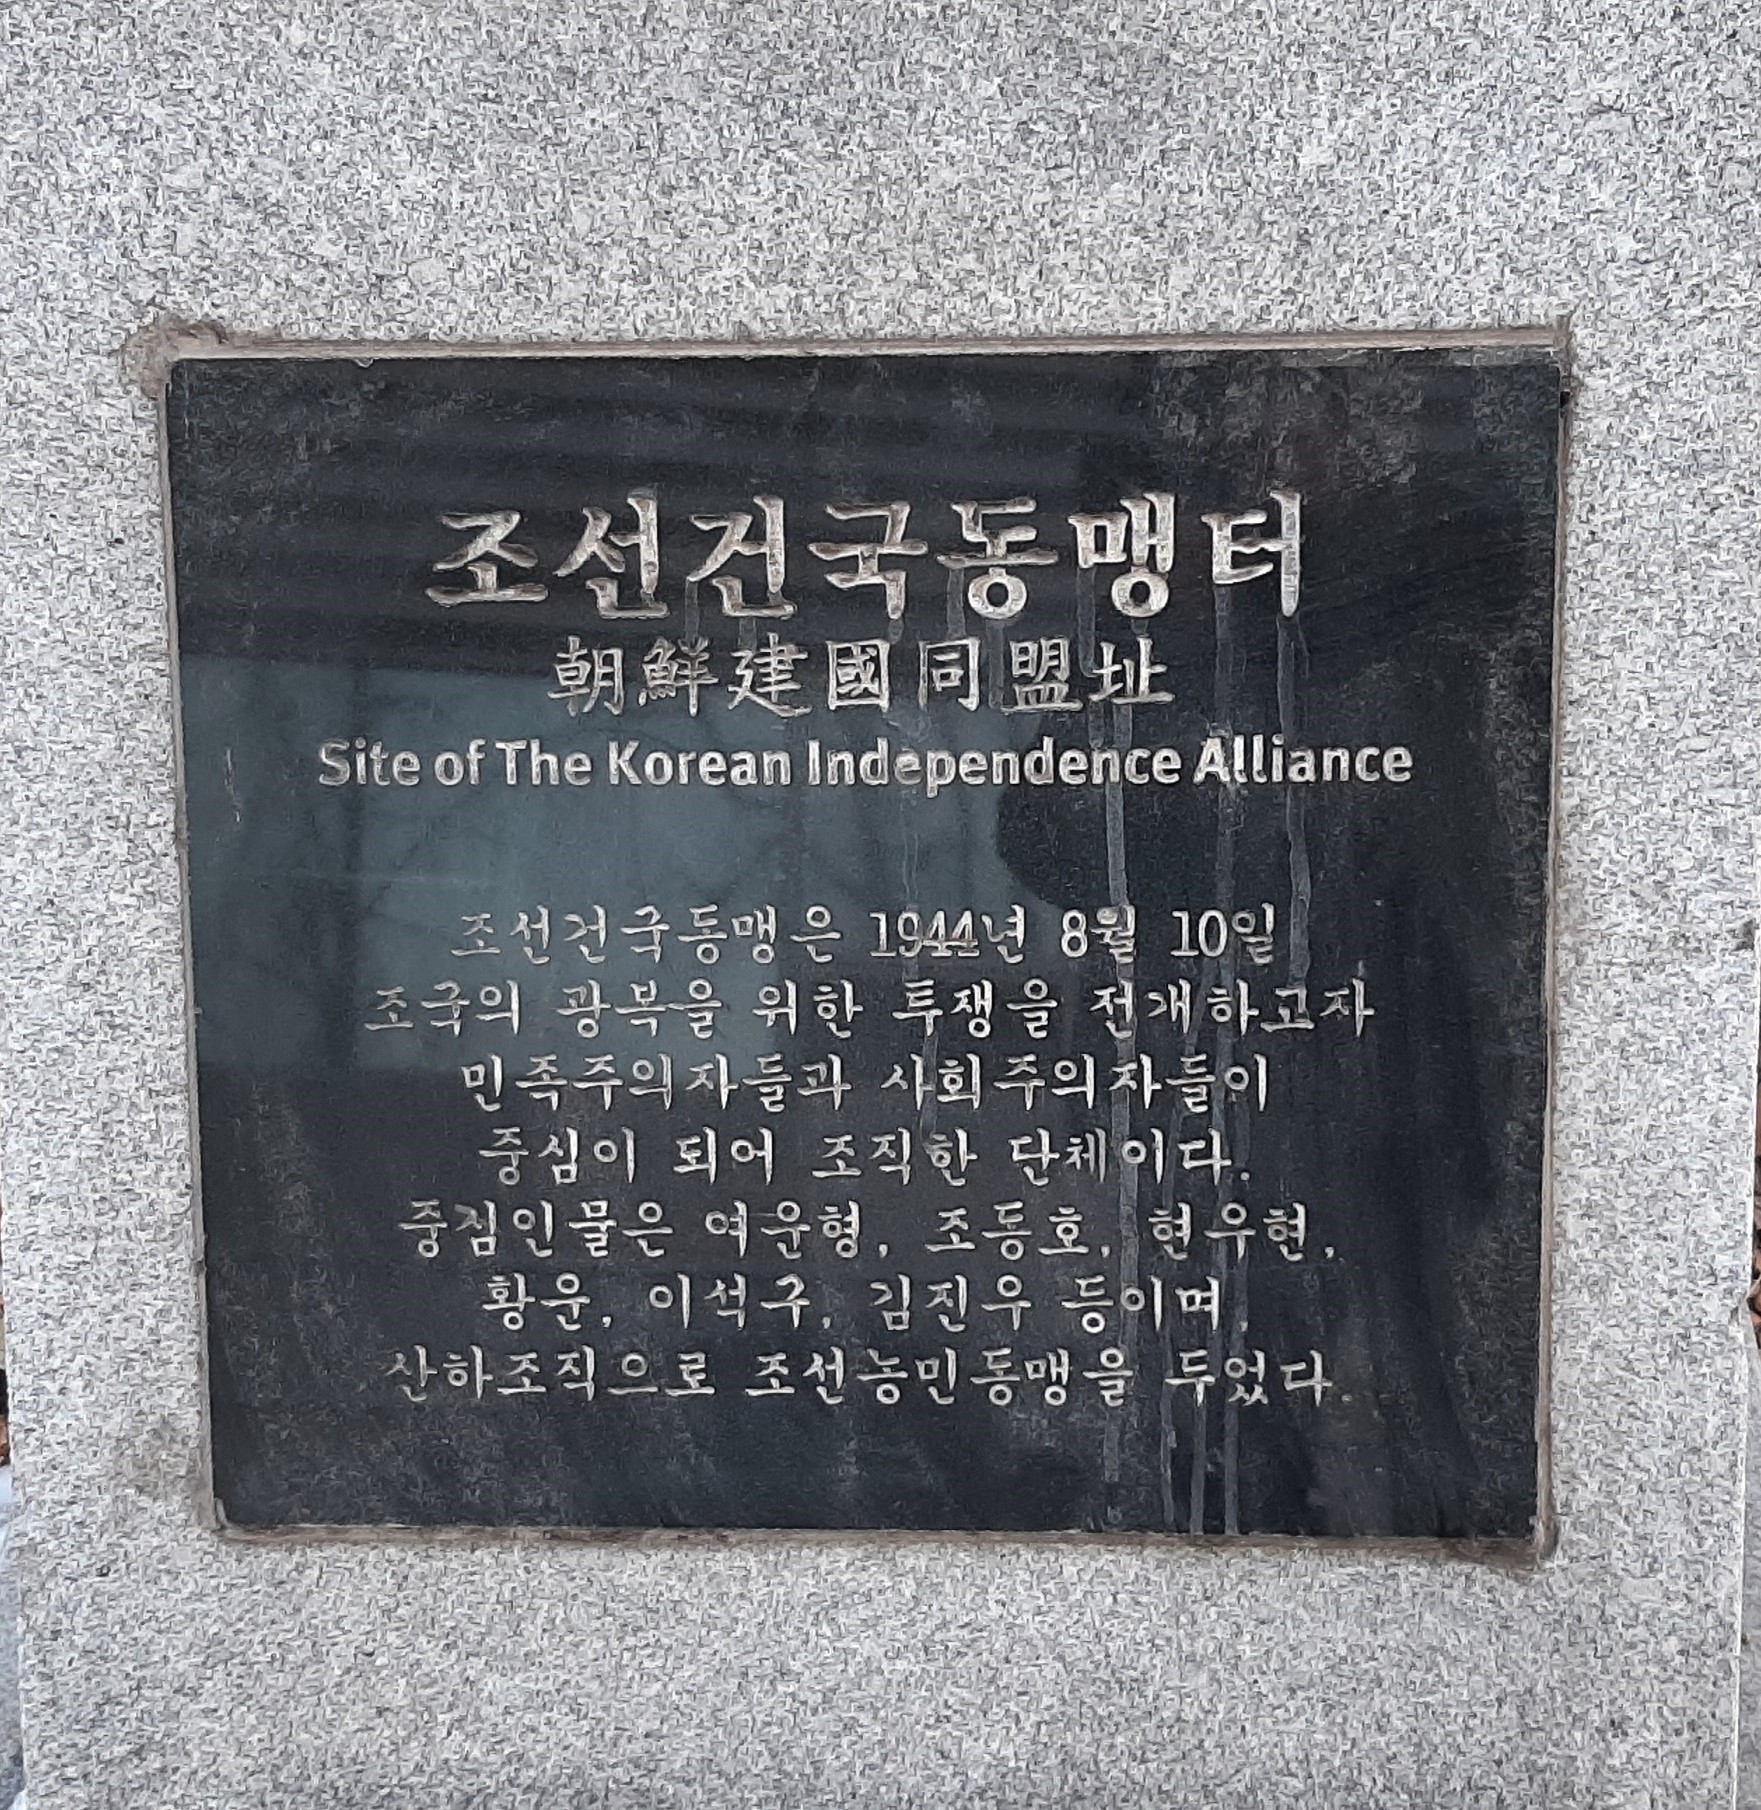 조선건국동맹터
朝鮮建國同盟址
Site of The Korean Independence Alliance
조선건국동맹은 1944년 8월 10일
조국의 광복을 위한 투쟁을 전개하고자
민족주의자들과 사회주의자들이
중심이 되어 조직한 단체이다.
중심인물은 여운형, 조동호, 현우현,
황운, 이석구, 김진우 등이며,
산하조직으로 조선농민동맹을 두었다.